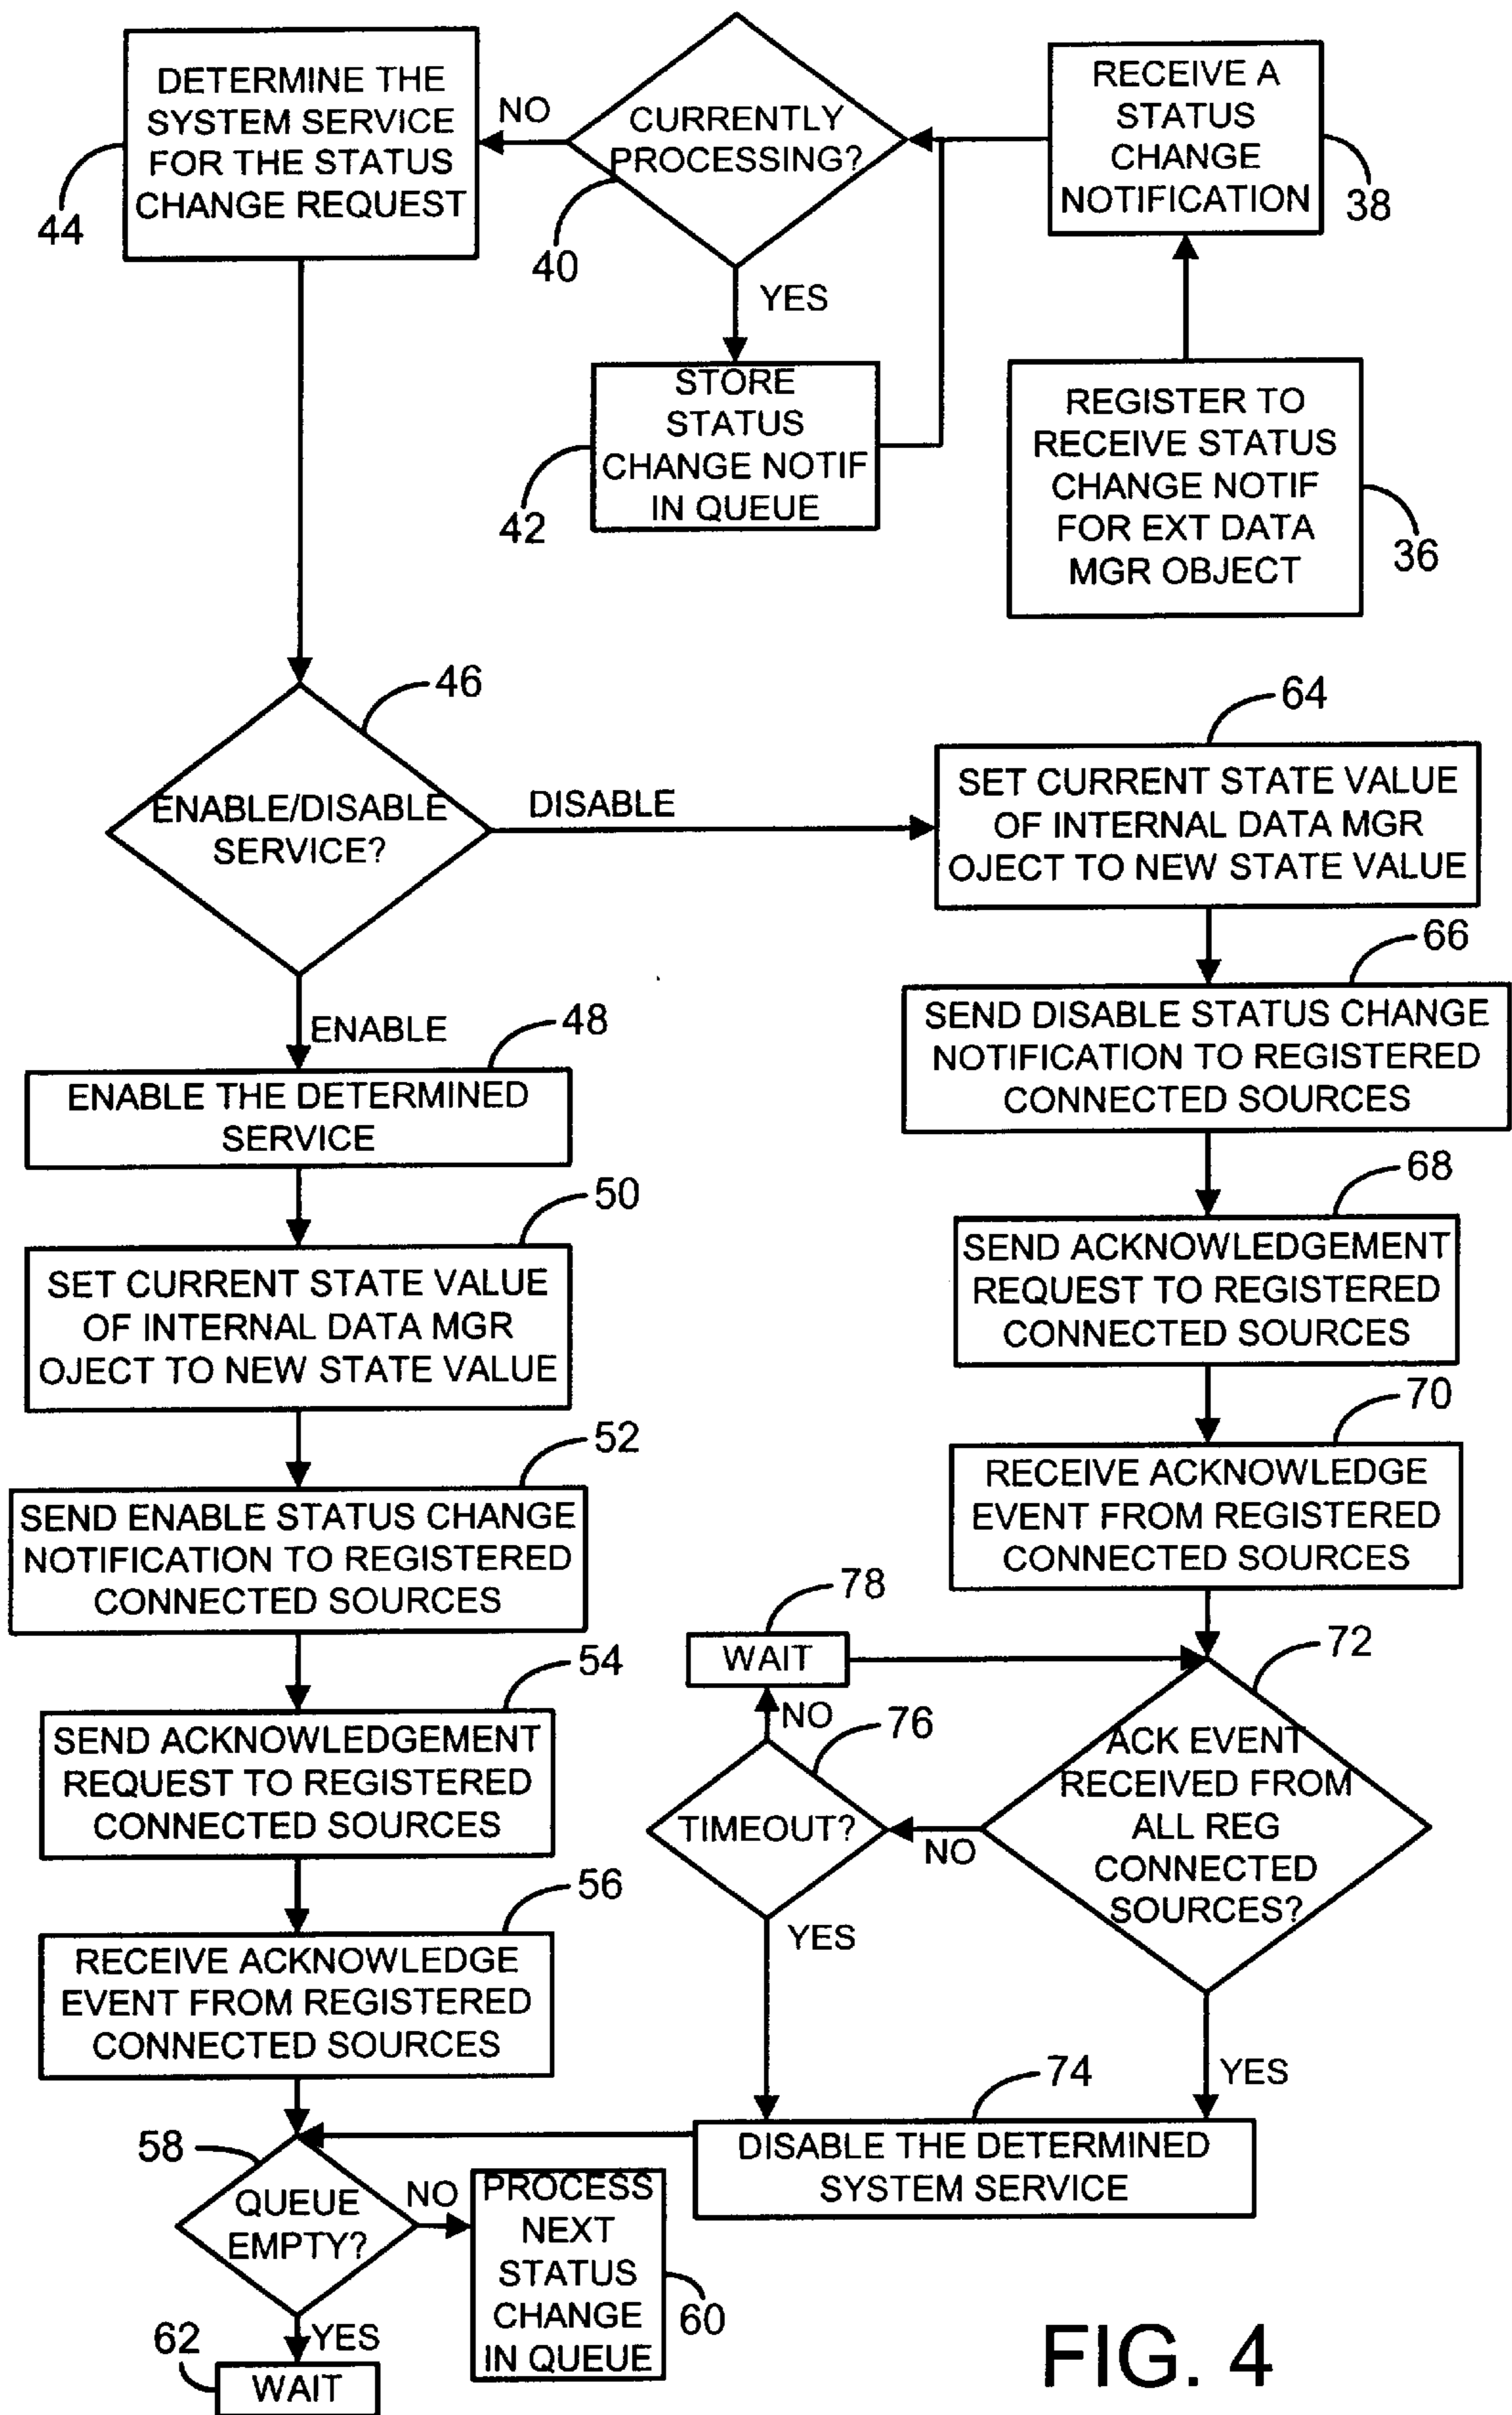 DETERMINE THE
SYSTEM SERVICE
FOR THE STATUS
CHANGE REQUEST
44
NO
CURRENTLY
PROCESSING?
40
YES
RECEIVE A
STATUS
CHANGE
NOTIFICATION
38
STORE
STATUS
CHANGE NOTIF
IN QUEUE
42
REGISTER TO
RECEIVE STATUS
CHANGE NOTIF
FOR EXT DATA
MGR OBJECT
36
46
ENABLE/DISABLE
SERVICE?
DISABLE
ENABLE
64
SET CURRENT STATE VALUE
OF INTERNAL DATA MGR
OJECT TO NEW STATE VALUE
66
SEND DISABLE STATUS CHANGE
NOTIFICATION TO REGISTERED
CONNECTED SOURCES
48
ENABLE THE DETERMINED
SERVICE
68
SEND ACKNOWLEDGEMENT
REQUEST TO REGISTERED
CONNECTED SOURCES
50
SET CURRENT STATE VALUE
OF INTERNAL DATA MGR
OJECT TO NEW STATE VALUE
70
RECEIVE ACKNOWLEDGE
EVENT FROM REGISTERED
CONNECTED SOURCES
52
SEND ENABLE STATUS CHANGE
NOTIFICATION TO REGISTERED
CONNECTED SOURCES
78
WAIT
72
ACK EVENT
RECEIVED FROM
ALL REG
CONNECTED
SOURCES?
NO
76
TIMEOUT?
NO
YES
YES
54
SEND ACKNOWLEDGEMENT
REQUEST TO REGISTERED
CONNECTED SOURCES
56
RECEIVE ACKNOWLEDGE
EVENT FROM REGISTERED
CONNECTED SOURCES
74
DISABLE THE DETERMINED
SYSTEM SERVICE
58
QUEUE
EMPTY?
NO
PROCESS
NEXT
STATUS
CHANGE
IN QUEUE
60
YES
62
WAIT
FIG. 4